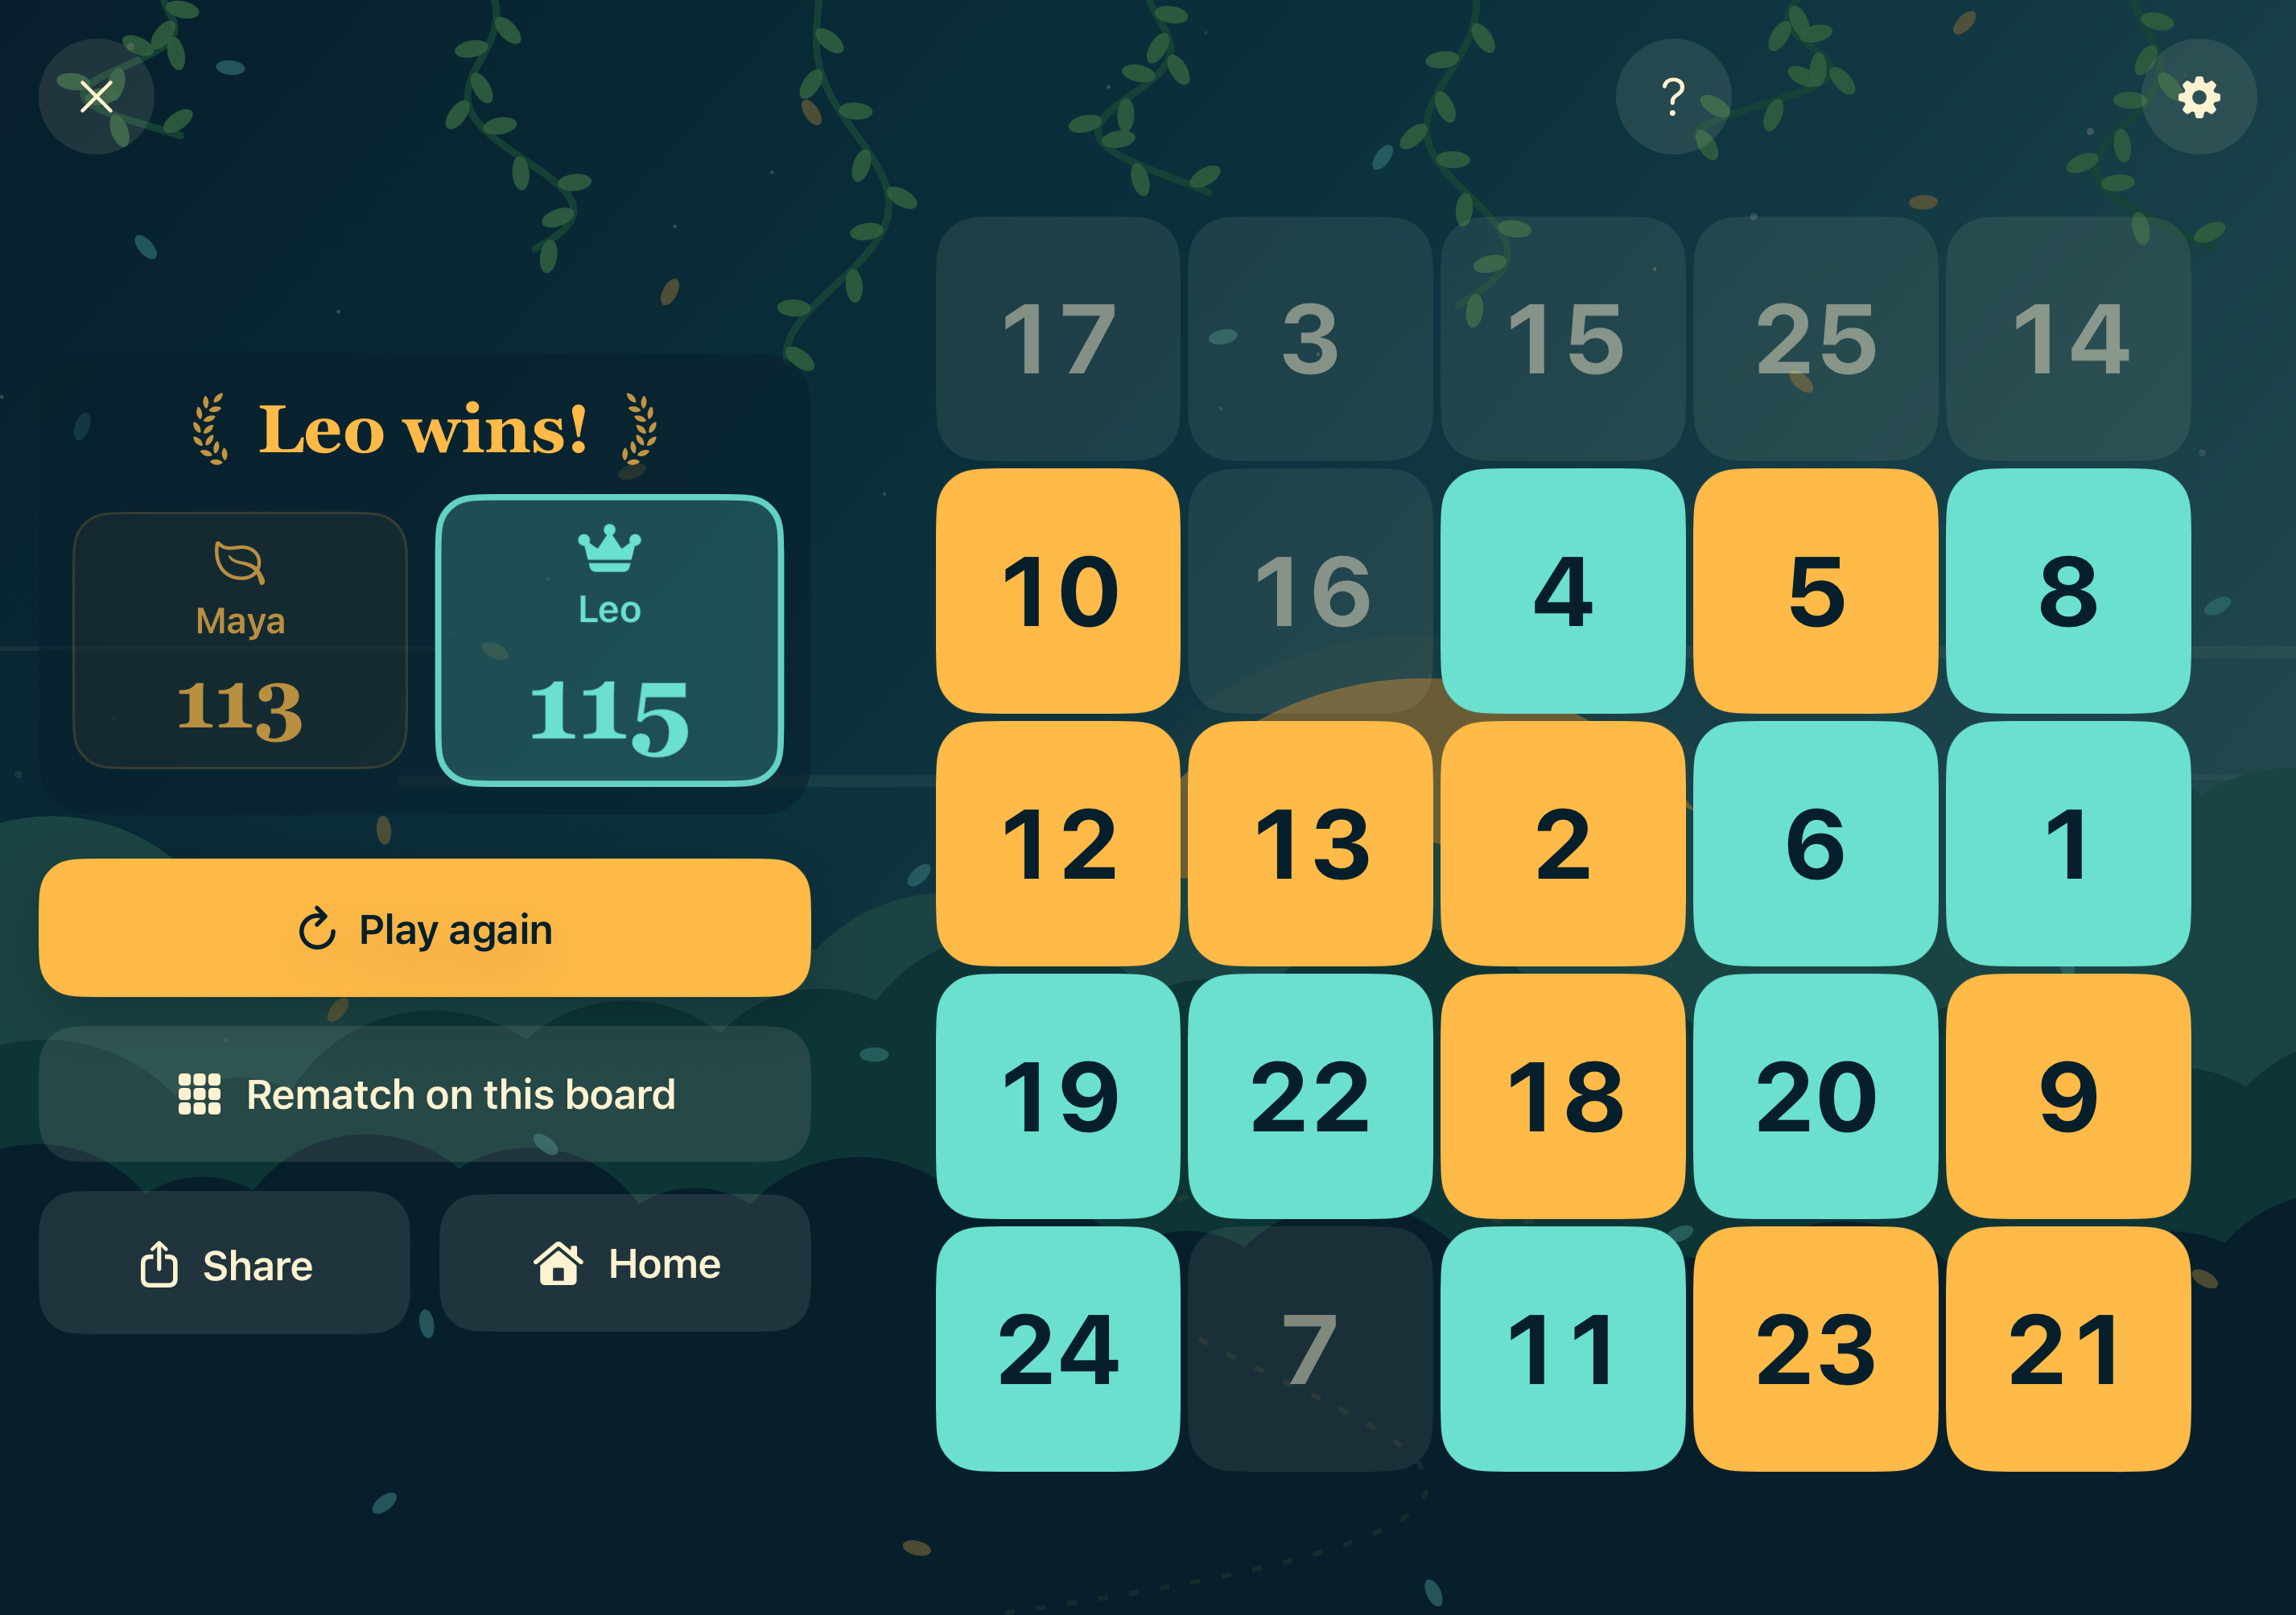 ?
Leo wins!
Maya
113
Leo
115
Play again
Rematch on this board
Share
Home
17 3 15 25 14
10 16 4 5 8
12 13 2 6 1
19 22 18 20 9
24 7 11 23 21